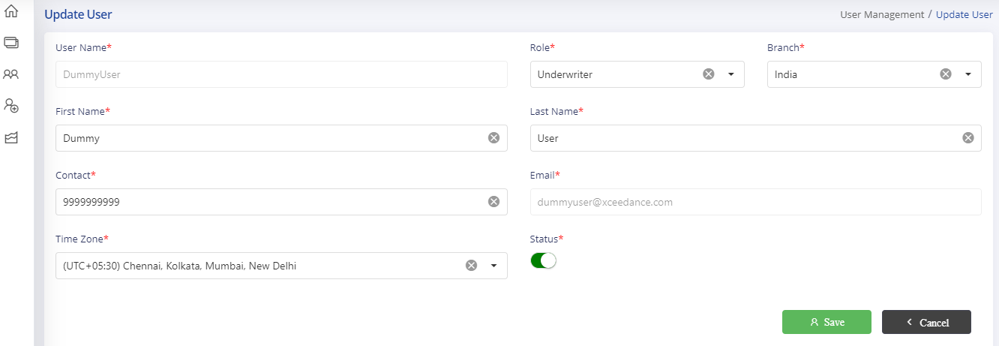 Update User
User Management / Update User
User Name*
Role*
Branch*
DummyUser
Underwriter
India
First Name*
Last Name*
Dummy
User
Contact*
Email*
9999999999
dummyuser@xceedance.com
Time Zone*
Status*
(UTC+05:30) Chennai, Kolkata, Mumbai, New Delhi
Save
Cancel